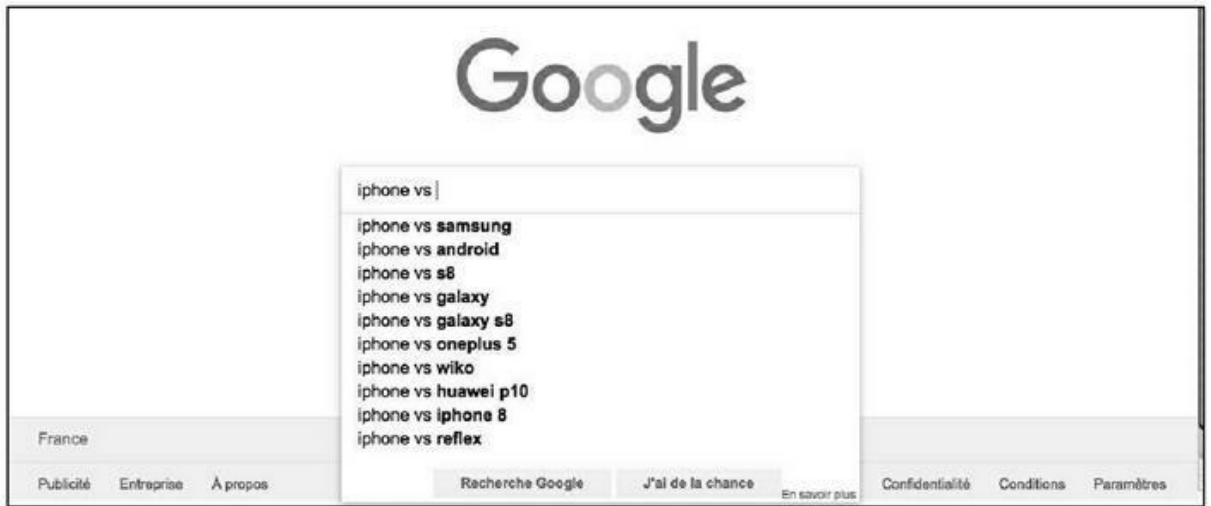 Google
iphone vs
iphone vs samsung
iphone vs android
iphone vs s8
iphone vs galaxy
iphone vs galaxy s8
iphone vs oneplus 5
iphone vs wiko
iphone vs huawei p10
iphone vs iphone 8
iphone vs reflex
France
Recherche Google J'ai de la chance
En savoir plus
Publicité Entreprise À propos Confidentialité Conditions Paramètres